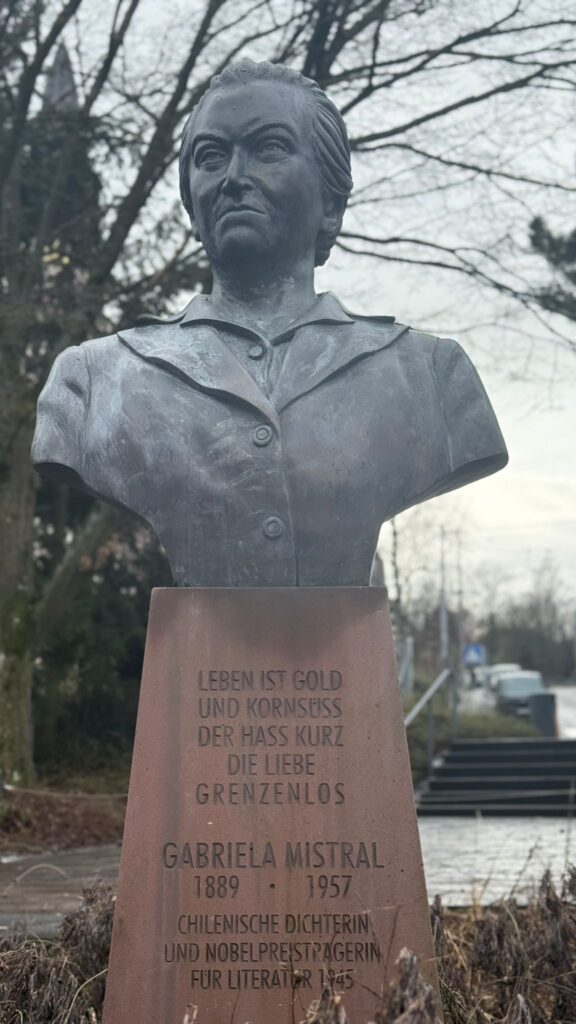 LEBEN IST GOLD
UND KORNSÜSS
DER HASS KURZ
DIE LIEBE
GRENZENLOS
GABRIELA MISTRAL
1889 · 1957
CHILENISCHE DICHTERIN
UND NOBELPREISTRÄGERIN
FÜR LITERATUR 1945